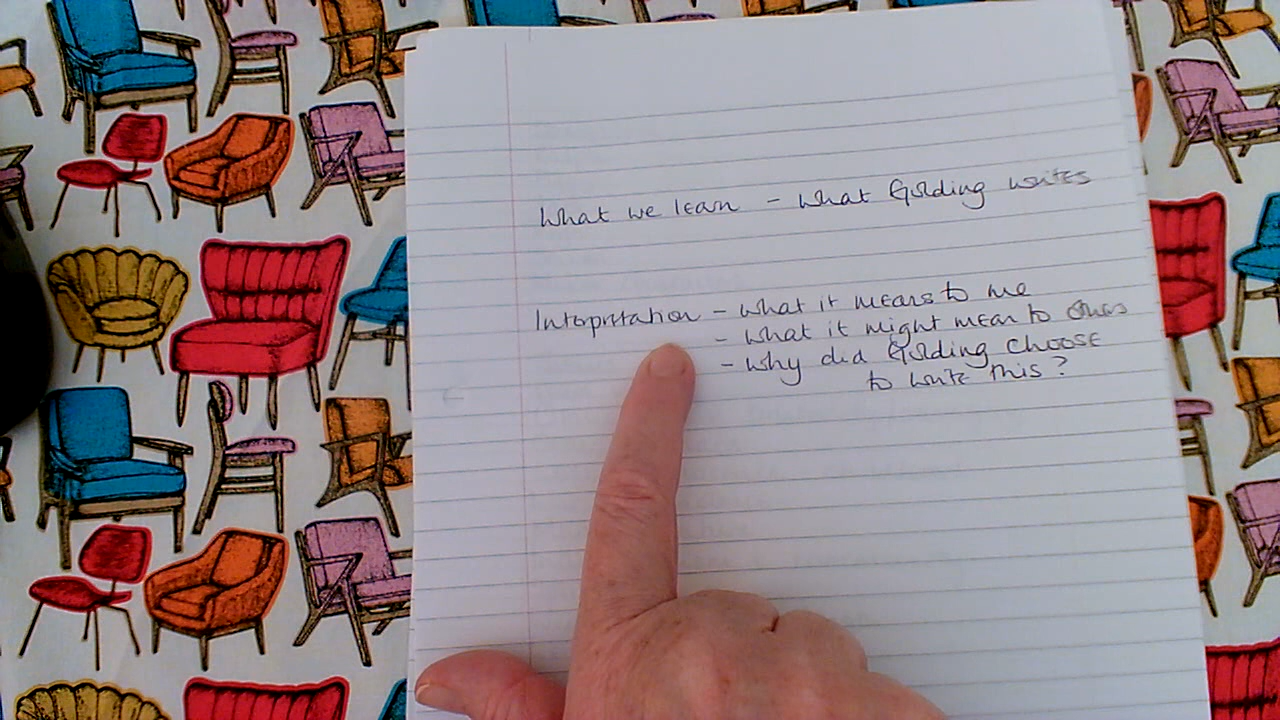 What we learn - what Golding writes
Interpretation - what it means to me
- what it might mean to others
- why did Golding choose
to write this?